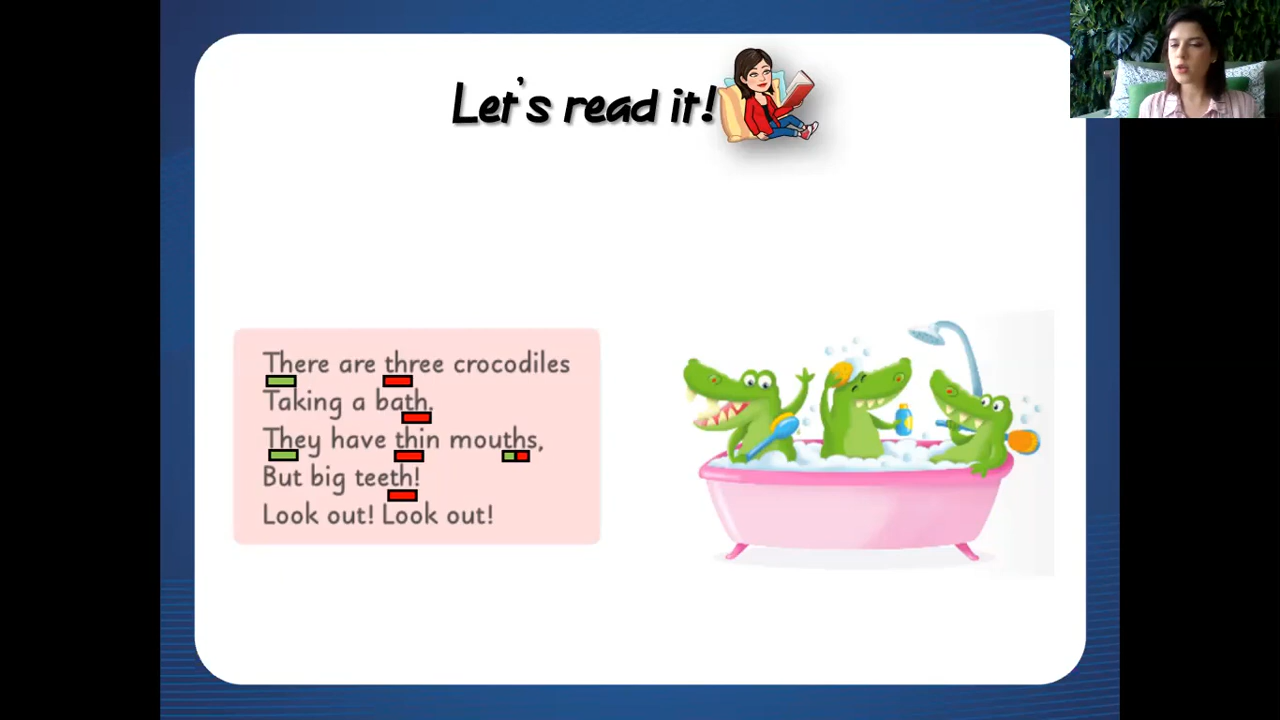 Let's read it!
There are three crocodiles
Taking a bath.
They have thin mouths,
But big teeth!
Look out! Look out!